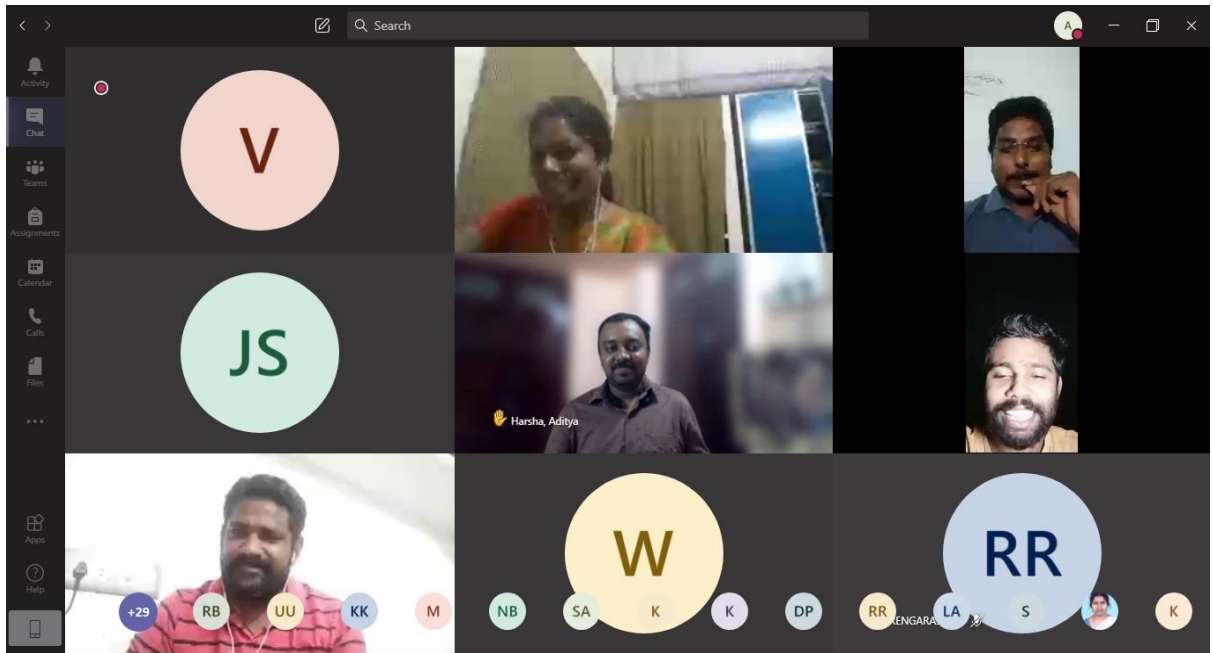 Search
A
Activity
Chat
Teams
Assignments
Calendar
Calls
Files
Apps
Help
V
JS
Harsha, Aditya
W
RR
+29
RB
UU
KK
M
NB
SA
K
K
DP
RR
RENGARA
LA
S
K